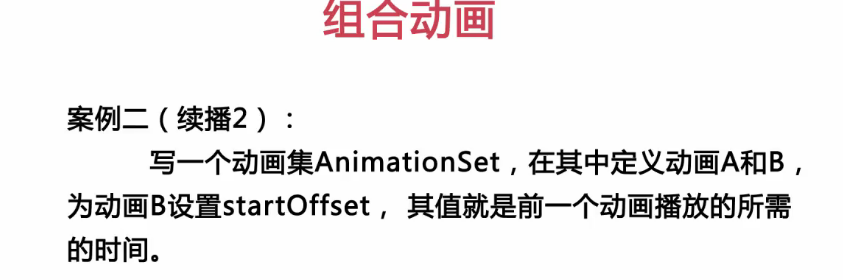 组合动画
案例二（续播2）：
写一个动画集AnimationSet，在其中定义动画A和B，
为动画B设置startOffset， 其值就是前一个动画播放的所需
的时间。